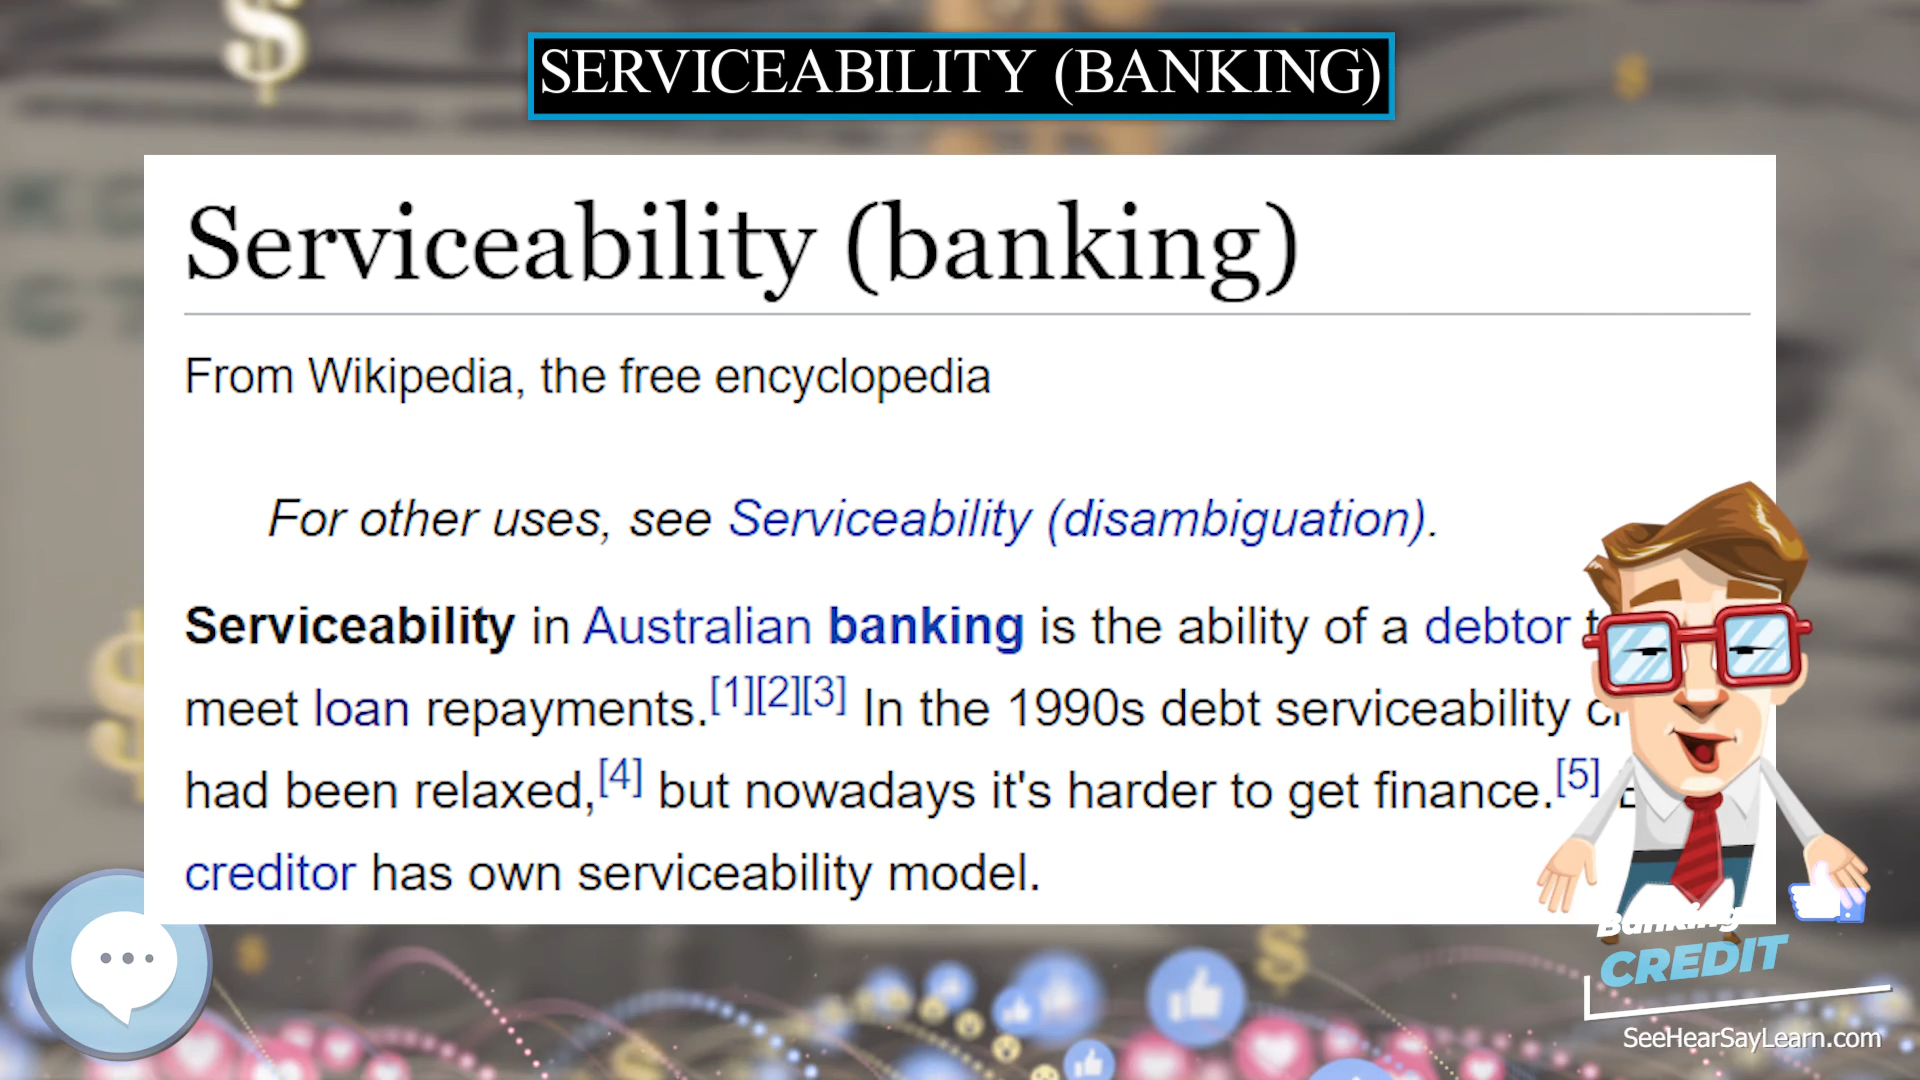 SERVICEABILITY (BANKING)
Serviceability (banking)
From Wikipedia, the free encyclopedia
For other uses, see Serviceability (disambiguation).
Serviceability in Australian banking is the ability of a debtor
meet loan repayments.[1][2][3] In the 1990s debt serviceability
had been relaxed,[4] but nowadays it's harder to get finance.[5]
creditor has own serviceability model.
Banking
CREDIT
SeeHearSayLearn.com